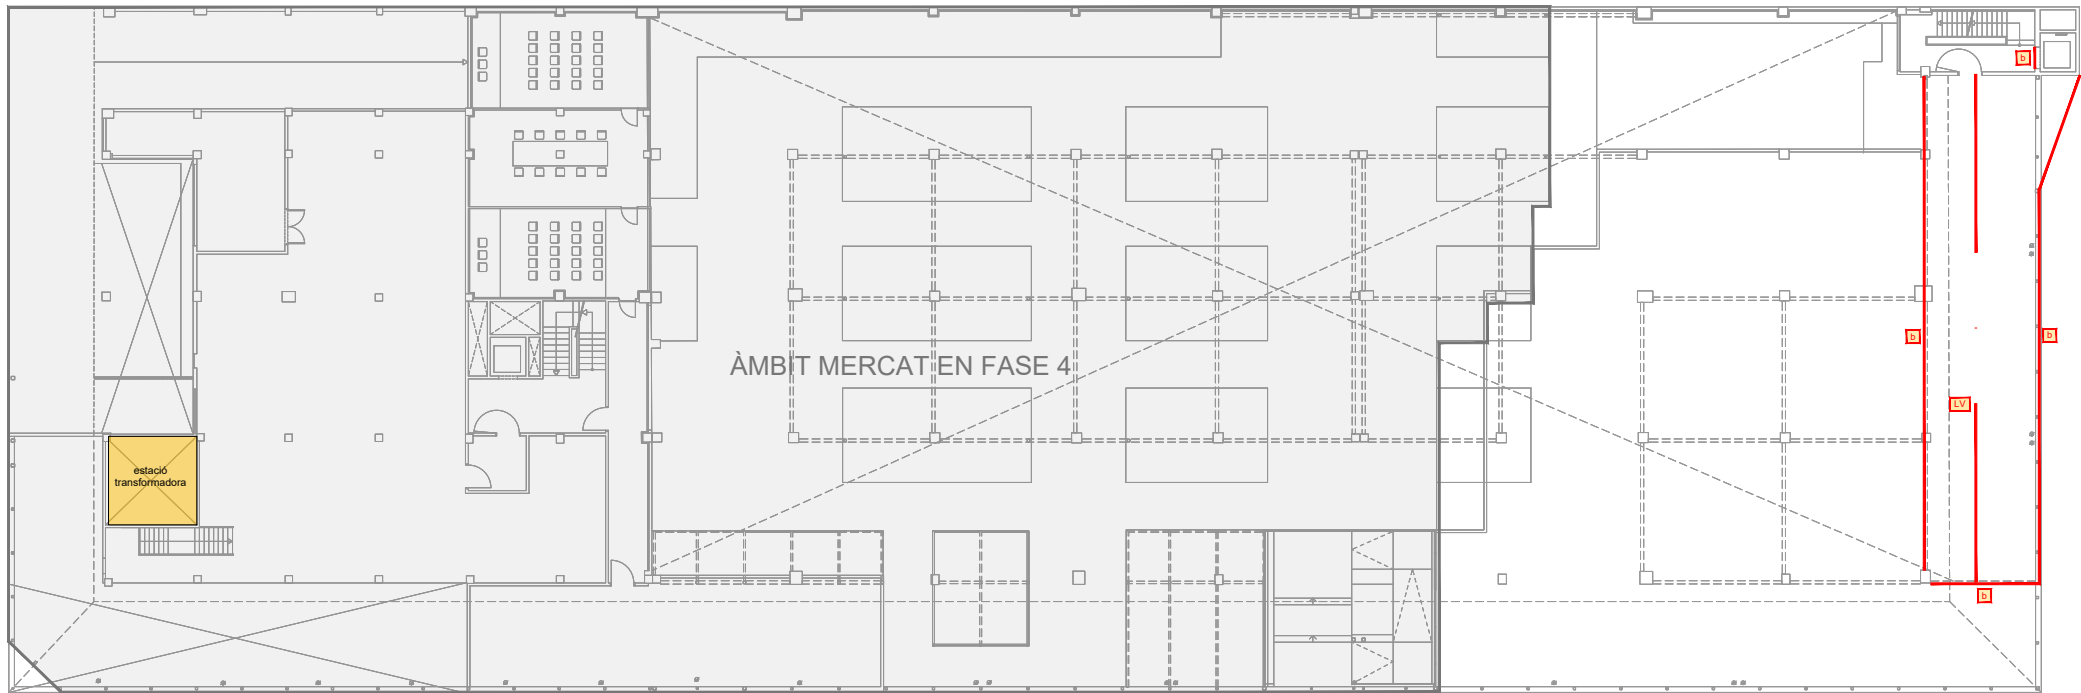 b
b
b
ÀMBIT MERCAT EN FASE 4
LV
estació
transformadora
b